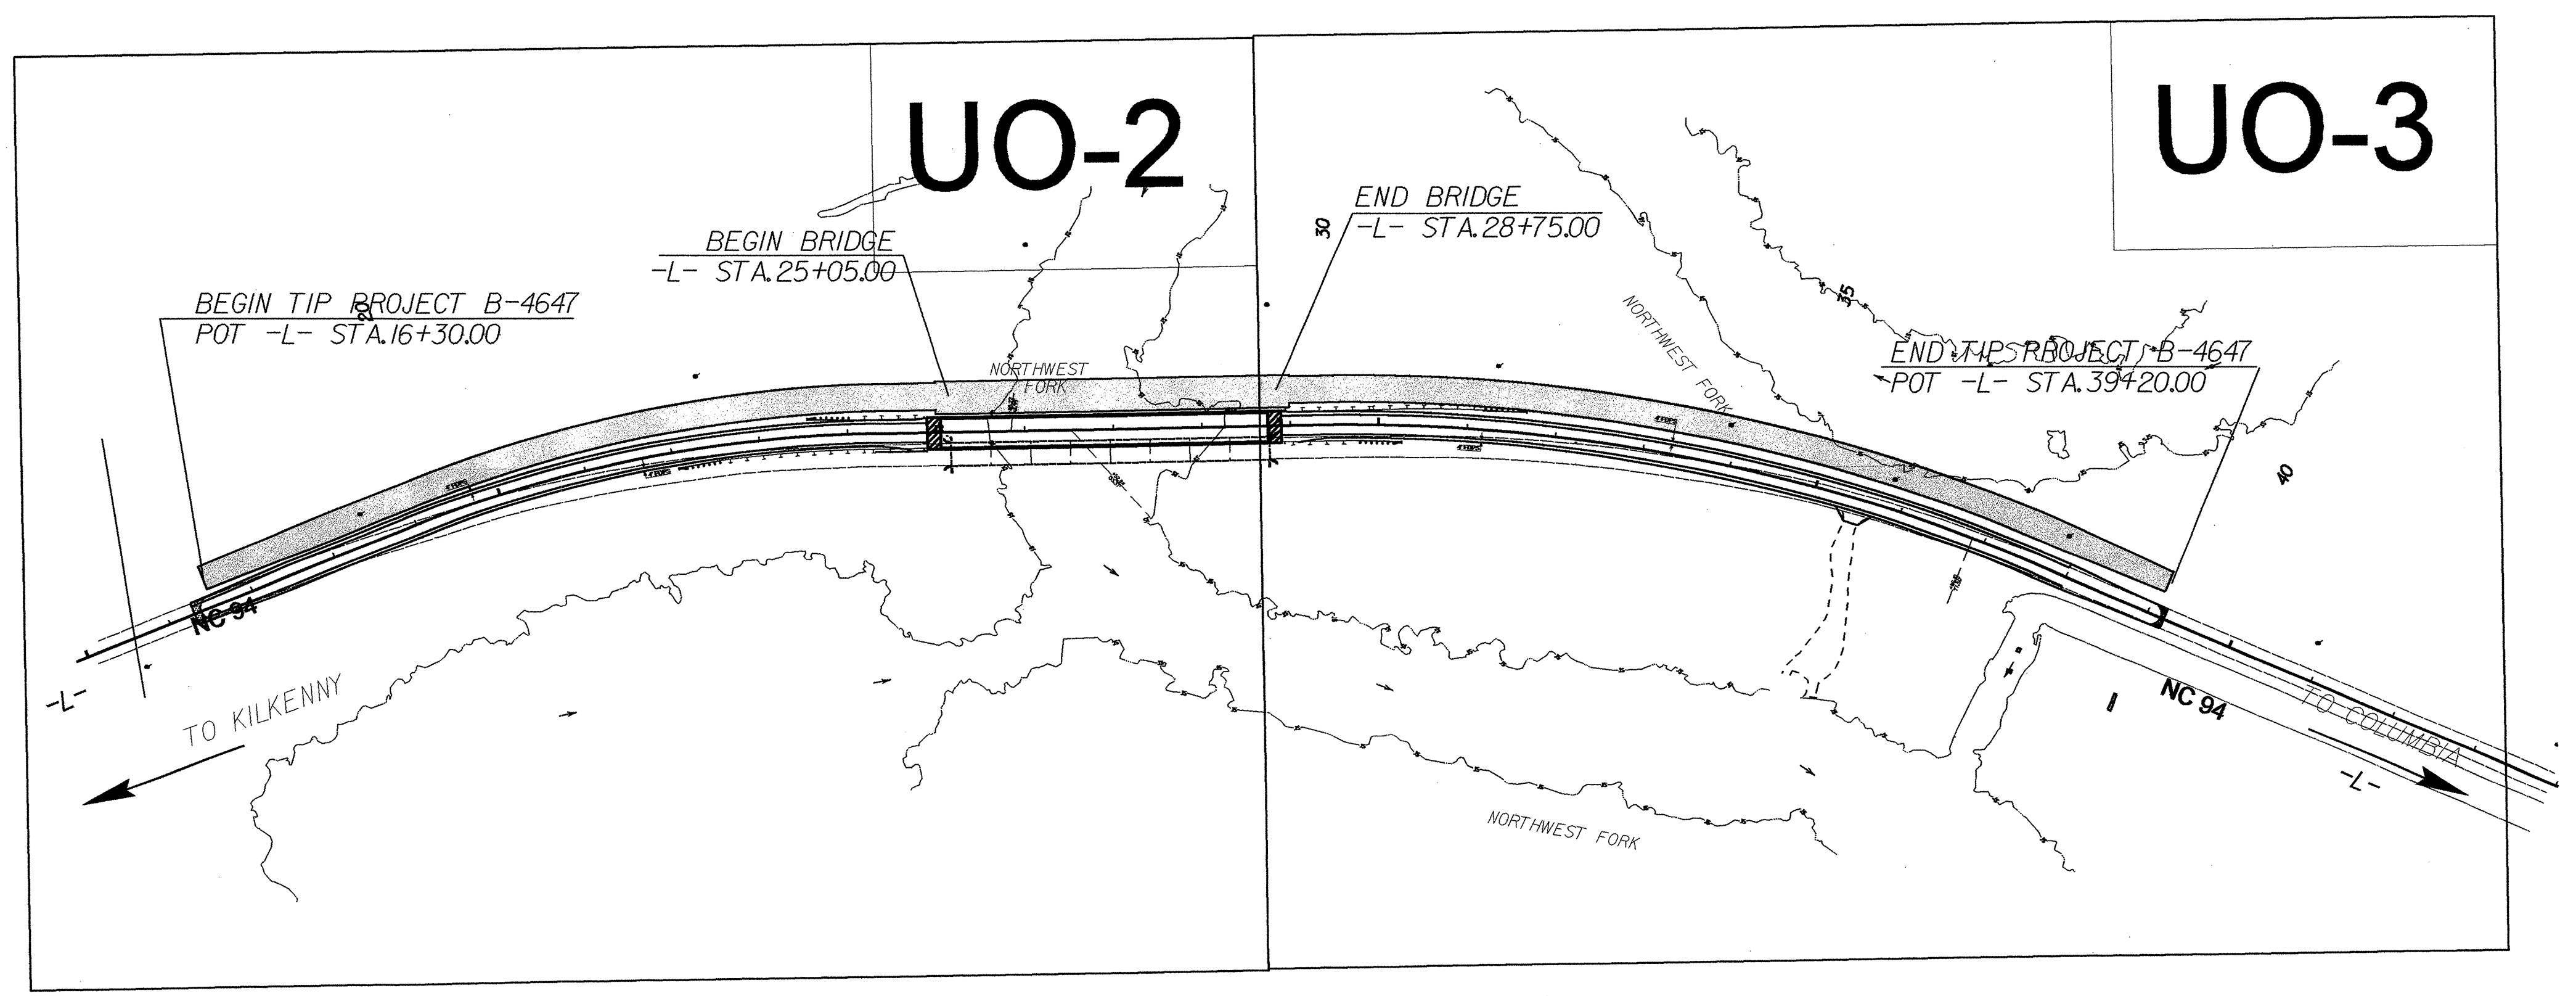 UO-2
UO-3
BEGIN TIP PROJECT B-4647
POT -L- STA.16+30.00
20
BEGIN BRIDGE
-L- STA.25+05.00
END BRIDGE
-L- STA.28+75.00
30
35
END TIP PROJECT B-4647
POT -L- STA.39+20.00
40
NORTHWEST
FORK
NORTHWEST FORK
NC 94
-L-
TO KILKENNY
NORTHWEST FORK
NC 94
TO COLUMBIA
-L-